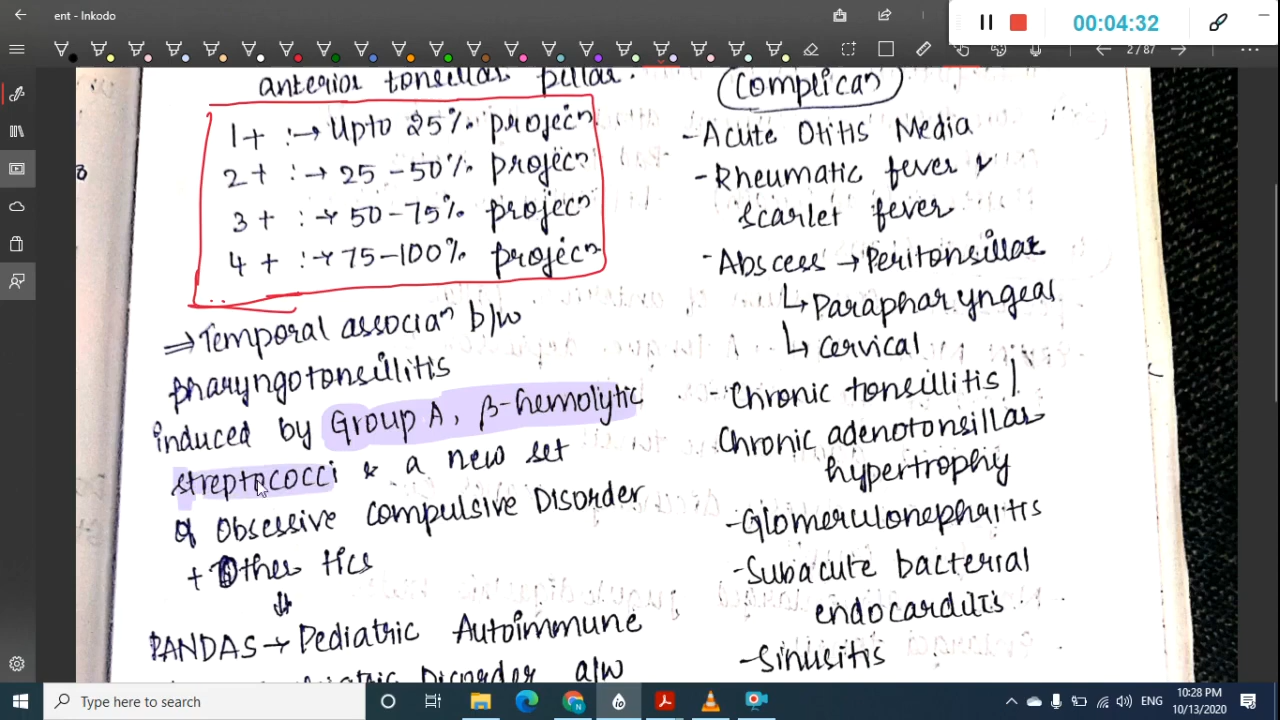 ent - Inkodo
00:04:32
2 / 87
anterior tonsillar pillar.
1+ :→ Upto 25% projecn
2+ :→ 25-50% projecn
3+ :→ 50-75% projecn
4+ :→ 75-100% projecn
⇒ Temporal associan b/w
pharyngotonsillitis
induced by Group A, β-hemolytic
streptococci & a new set
of Obsessive compulsive Disorder
+ Other tics
⇓
PANDAS → Pediatric Autoimmune
Disorder a/w
Complican
- Acute Otitis Media
- Rheumatic fever &
scarlet fever
- Abscess → Peritonsillar
↳ Parapharyngeal
↳ cervical
- Chronic tonsillitis /
Chronic adenotonsillar
hypertrophy
- Glomerulonephritis
- Subacute bacterial
endocarditis
- Sinusitis
Type here to search
ENG
10:28 PM
10/13/2020